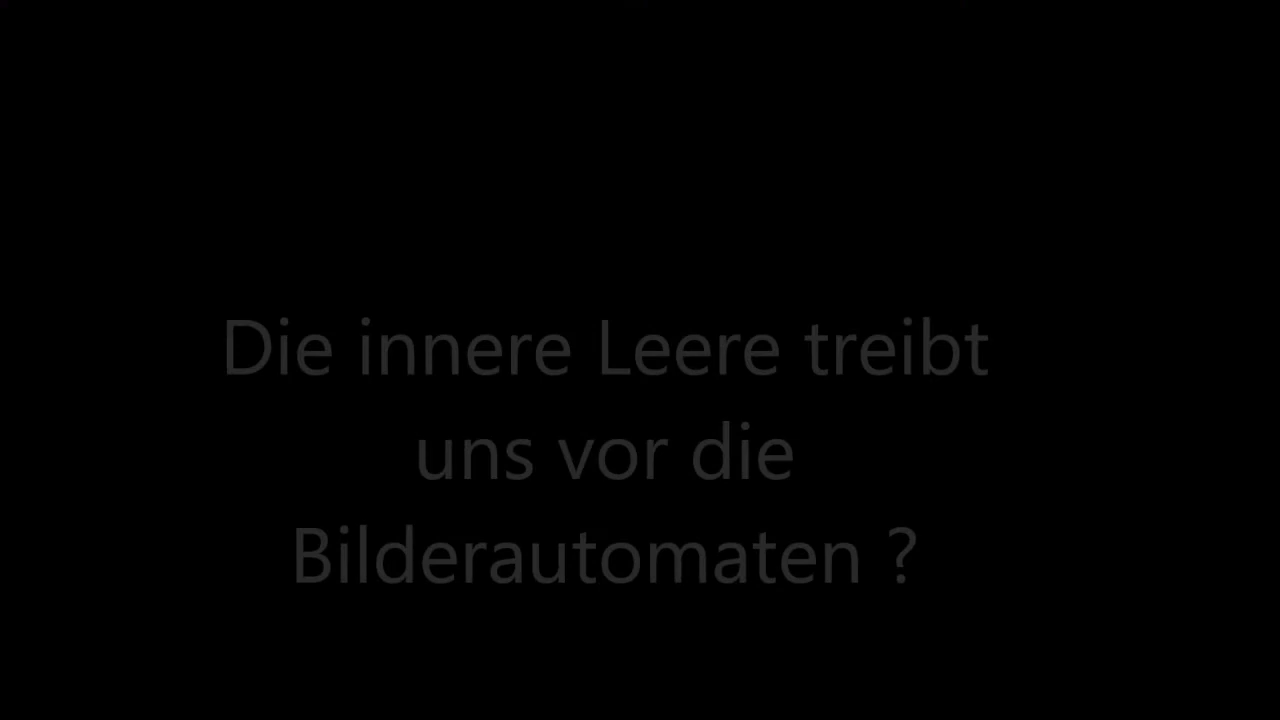 Die innere Leere treibt
uns vor die
Bilderautomaten ?